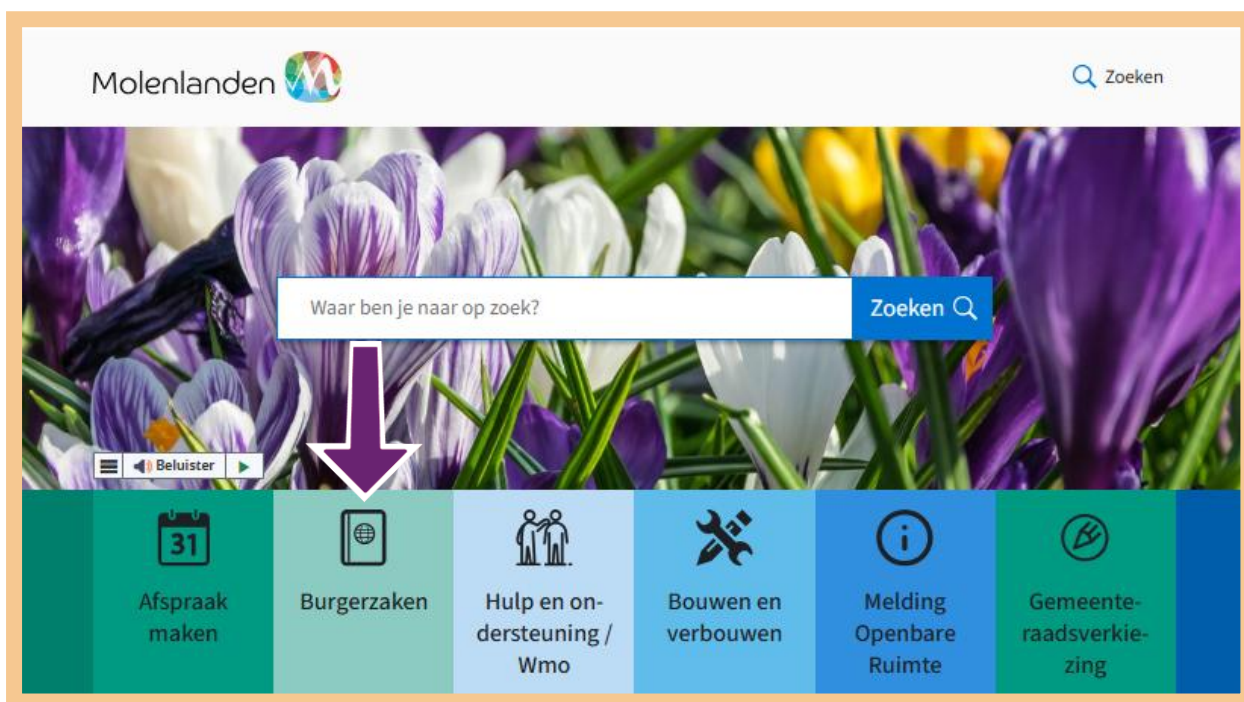 Molenlanden
Zoeken
Waar ben je naar op zoek?
Zoeken
Beluister
31
Afspraak
maken
Burgerzaken
Hulp en on-
dersteuning /
Wmo
Bouwen en
verbouwen
Melding
Openbare
Ruimte
Gemeente-
raadsverkie-
zing